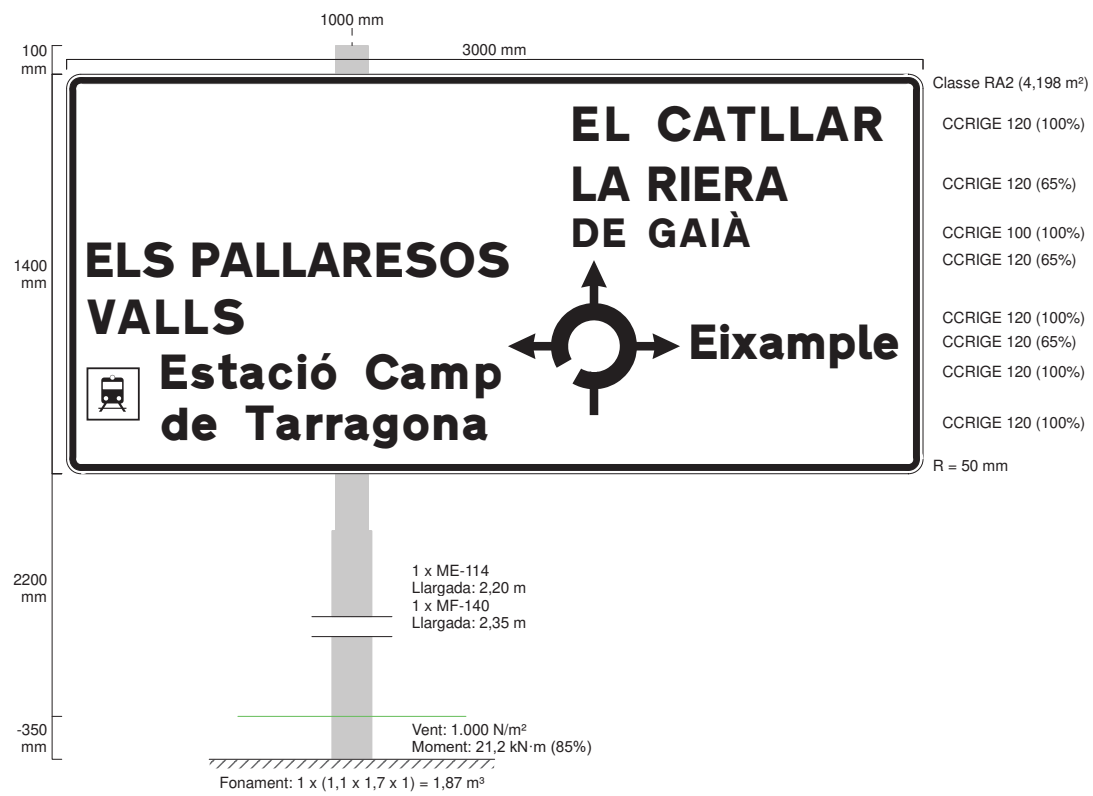 1000 mm
100
mm
3000 mm
Classe RA2 (4,198 m²)
EL CATLLAR
CCRIGE 120 (100%)
LA RIERA
CCRIGE 120 (65%)
DE GAIÀ
CCRIGE 100 (100%)
ELS PALLARESOS
CCRIGE 120 (65%)
1400
mm
VALLS
CCRIGE 120 (100%)
Eixample
CCRIGE 120 (65%)
Estació Camp
CCRIGE 120 (100%)
de Tarragona
CCRIGE 120 (100%)
R = 50 mm
2200
mm
1 x ME-114
Llargada: 2,20 m
1 x MF-140
Llargada: 2,35 m
-350
mm
Vent: 1.000 N/m²
Moment: 21,2 kN·m (85%)
Fonament: 1 x (1,1 x 1,7 x 1) = 1,87 m³